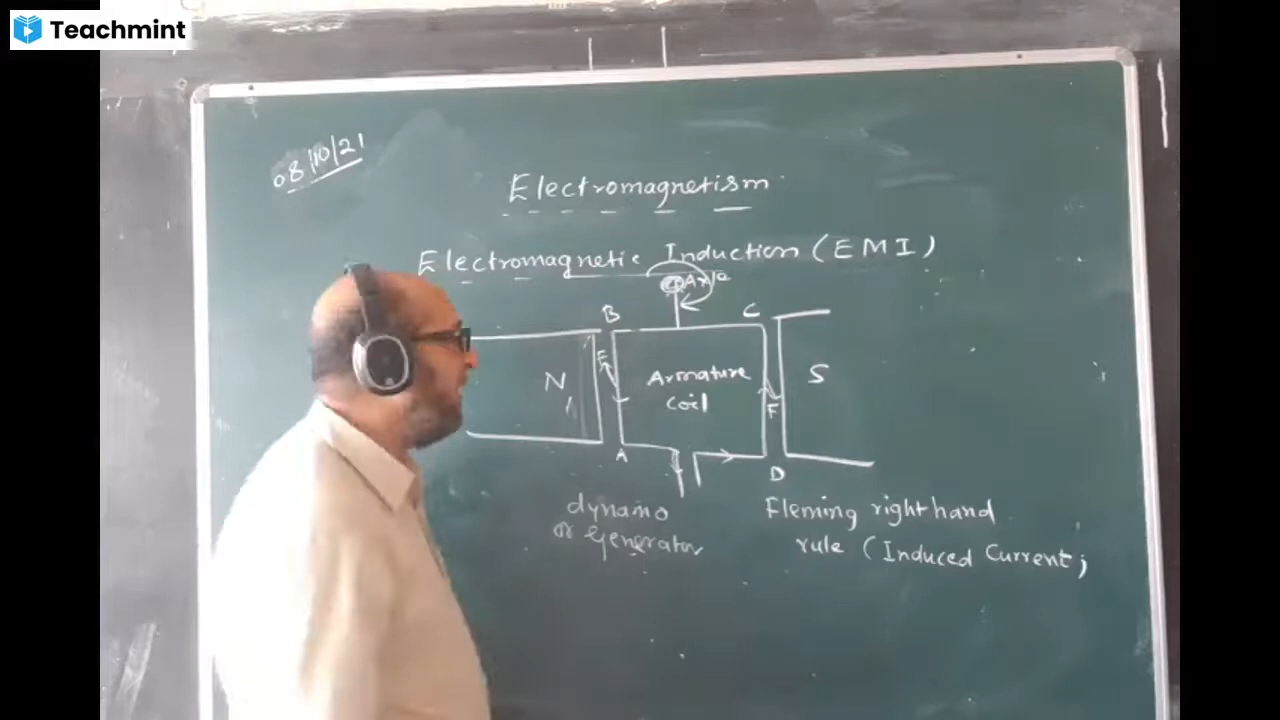 Teachmint
08/10/21
Electromagnetism
Electromagnetic Induction (EMI)
Axle
B
C
E
N
Armature
coil
S
F
A
D
dynamo
or Generator
Fleming right hand
rule (Induced Current)